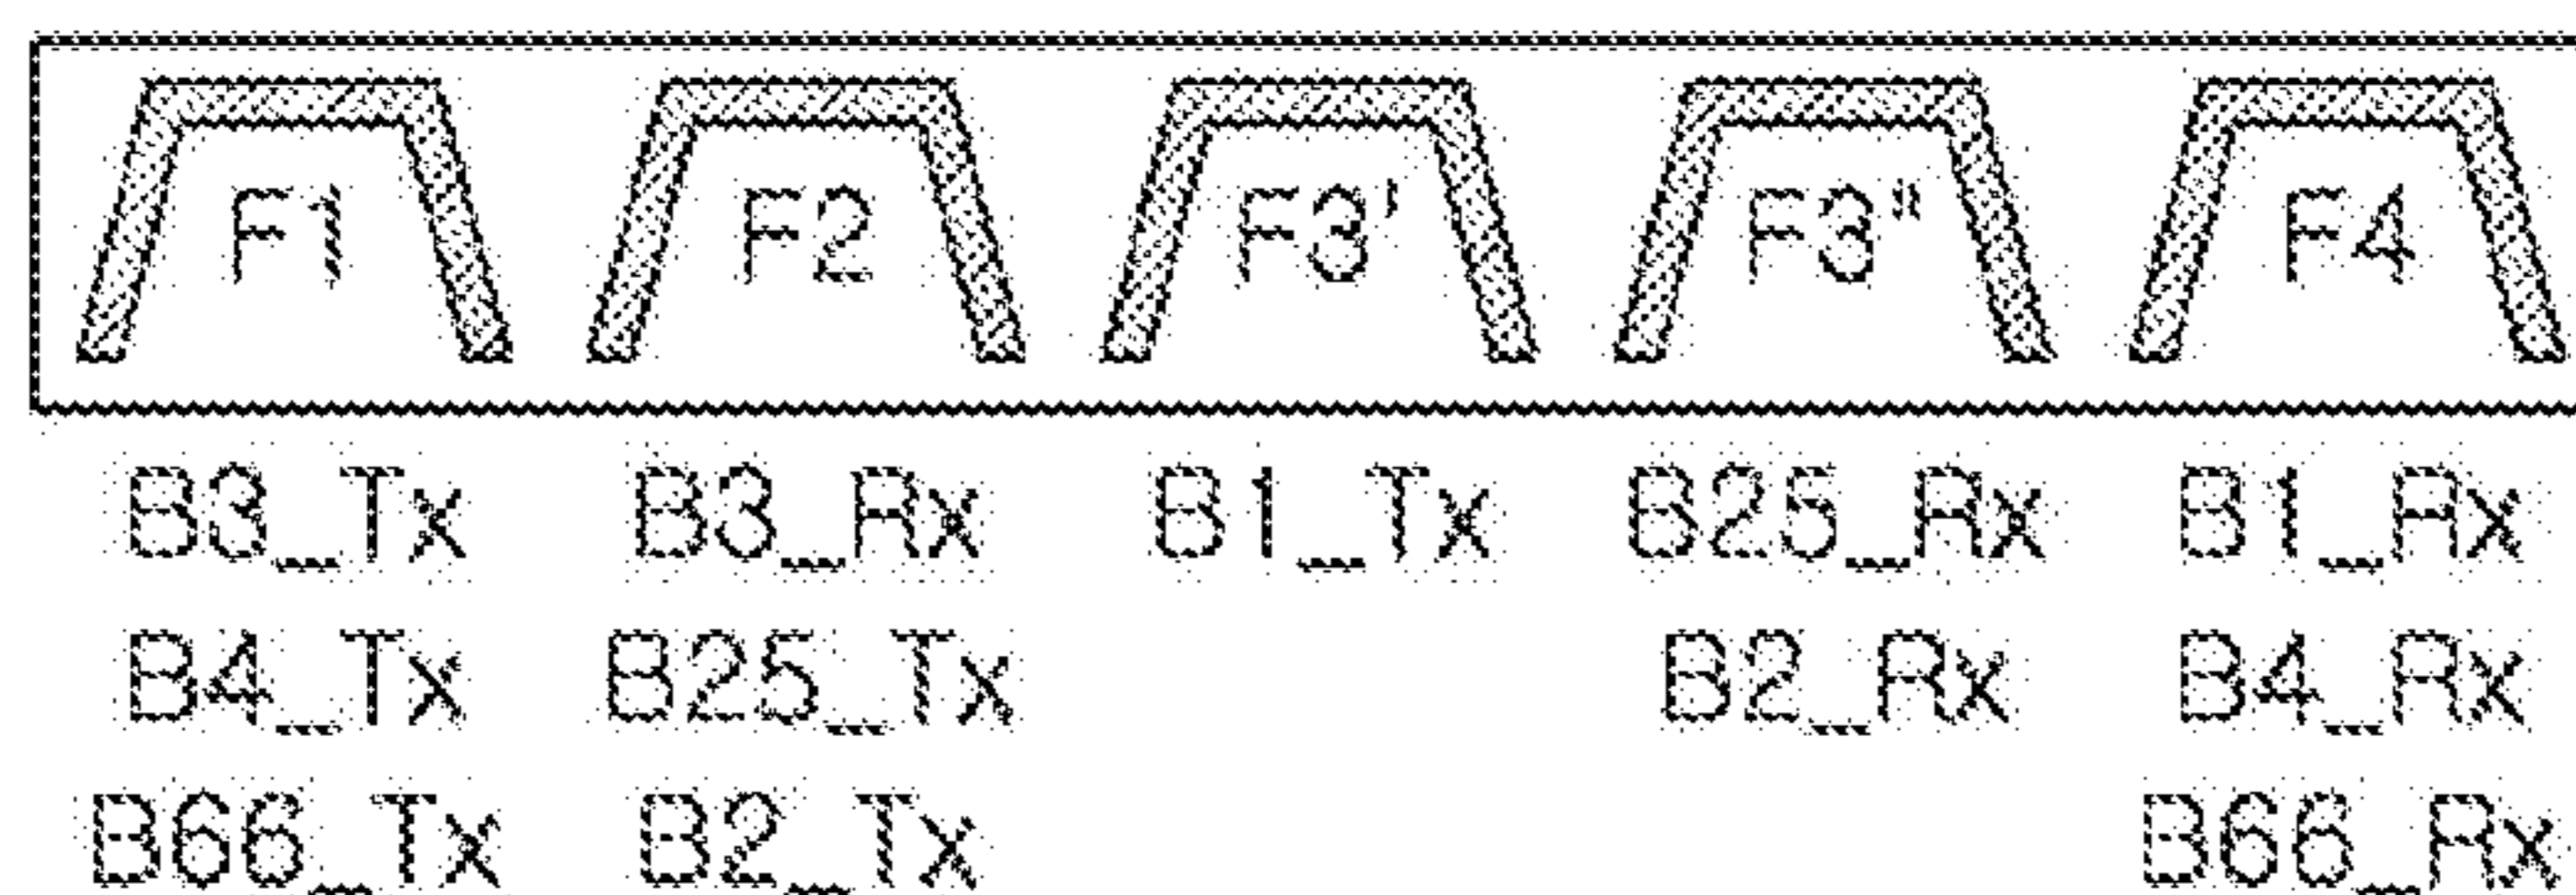 F1 F2 F3' F3" F4
B3_Tx B3_Rx B1_Tx B25_Rx B1_Rx
B4_Tx B25_Tx B2_Rx B4_Rx
B66_Tx B2_Tx B66_Rx